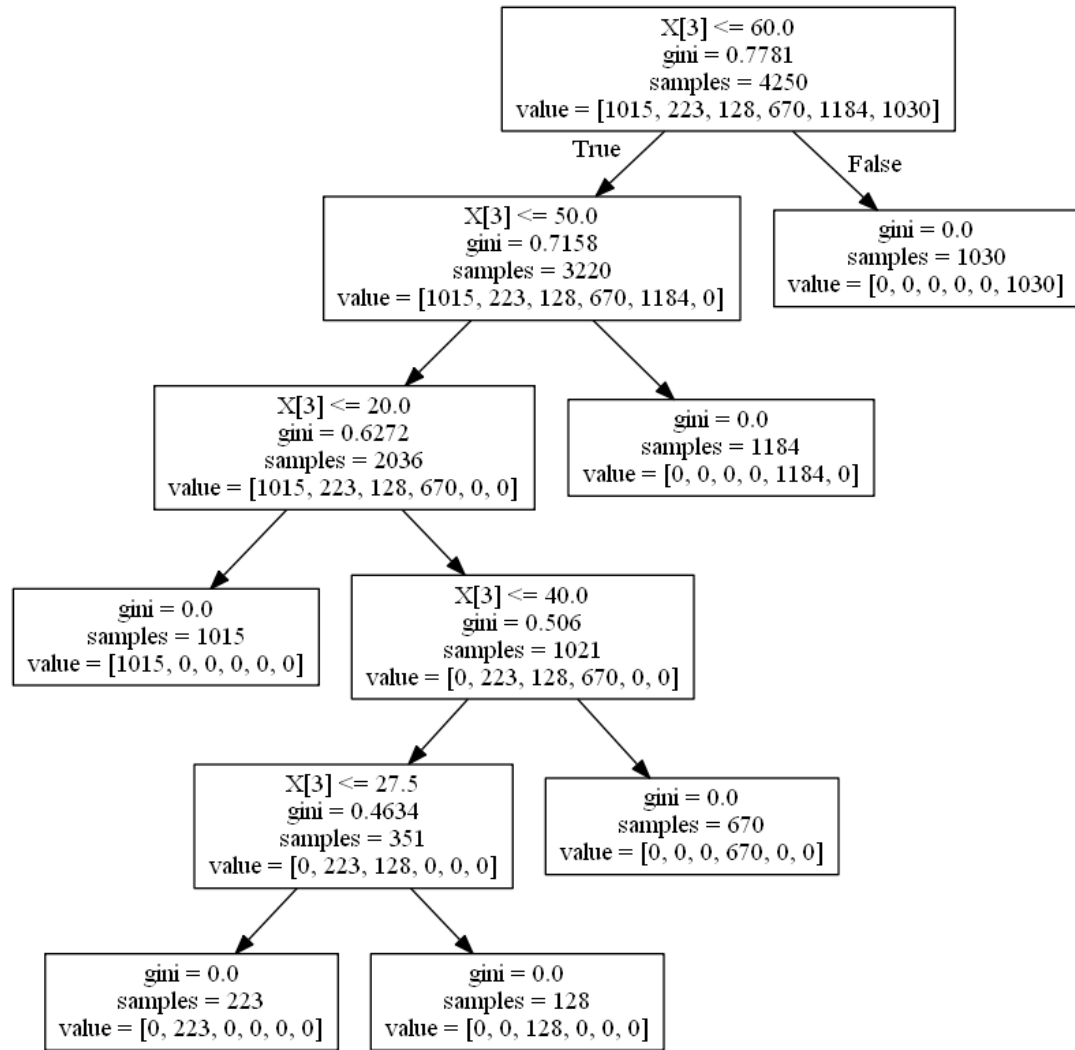 X[3] <= 60.0
gini = 0.7781
samples = 4250
value = [1015, 223, 128, 670, 1184, 1030]
True
False
X[3] <= 50.0
gini = 0.7158
samples = 3220
value = [1015, 223, 128, 670, 1184, 0]
gini = 0.0
samples = 1030
value = [0, 0, 0, 0, 0, 1030]
X[3] <= 20.0
gini = 0.6272
samples = 2036
value = [1015, 223, 128, 670, 0, 0]
gini = 0.0
samples = 1184
value = [0, 0, 0, 0, 1184, 0]
gini = 0.0
samples = 1015
value = [1015, 0, 0, 0, 0, 0]
X[3] <= 40.0
gini = 0.506
samples = 1021
value = [0, 223, 128, 670, 0, 0]
X[3] <= 27.5
gini = 0.4634
samples = 351
value = [0, 223, 128, 0, 0, 0]
gini = 0.0
samples = 670
value = [0, 0, 0, 670, 0, 0]
gini = 0.0
samples = 223
value = [0, 223, 0, 0, 0, 0]
gini = 0.0
samples = 128
value = [0, 0, 128, 0, 0, 0]